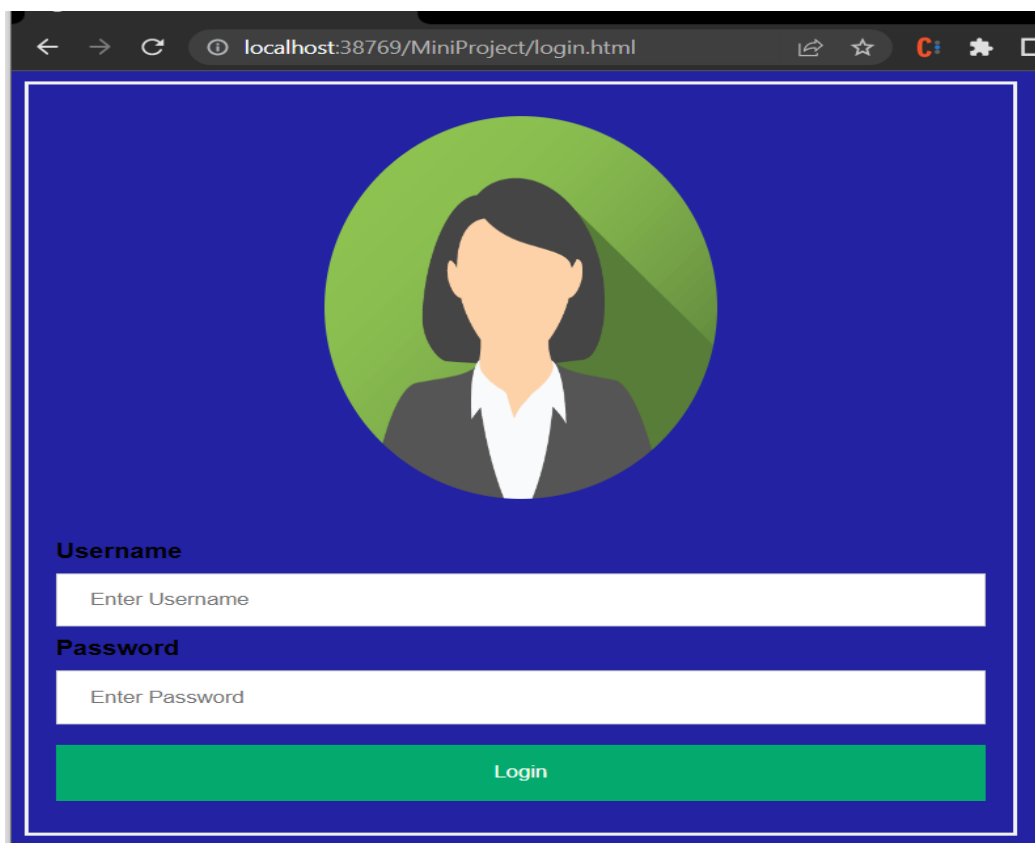 localhost:38769/MiniProject/login.html
C
Username
Enter Username
Password
Enter Password
Login